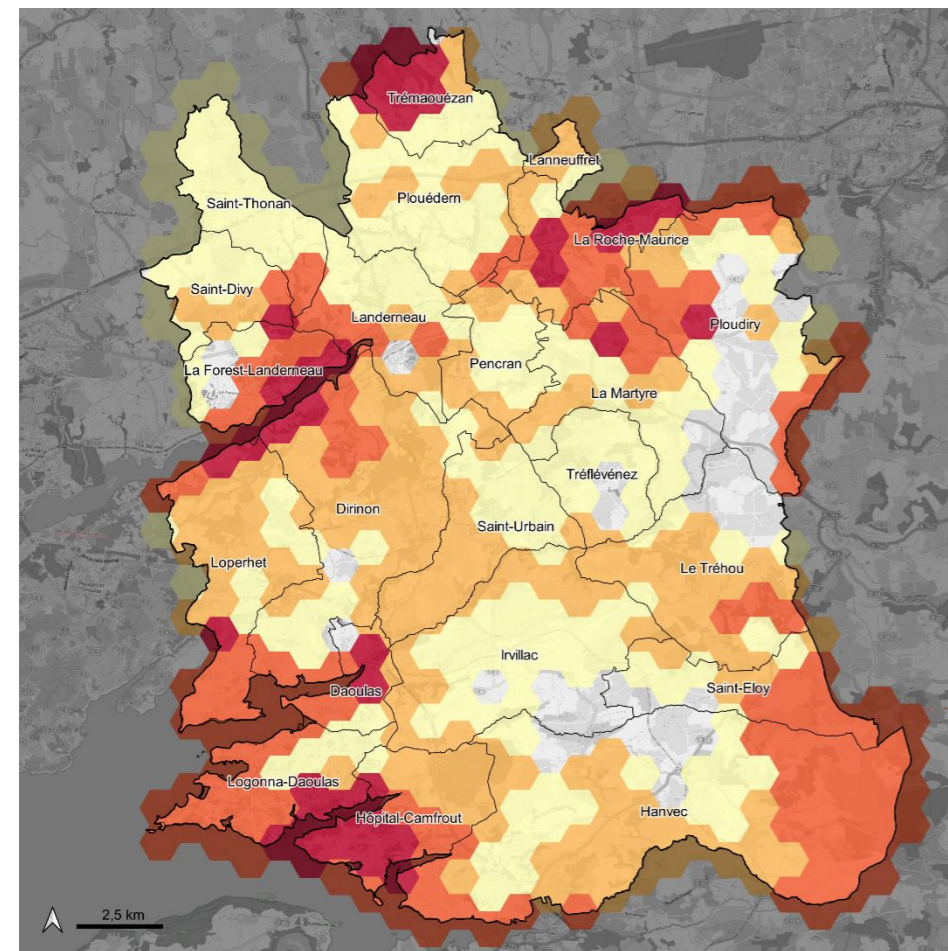 Trémaouézan
Lanneuffret
Plouédern
Saint-Thonan
La Roche-Maurice
Saint-Divy
Landerneau
Ploudiry
Pencran
La Forest-Landerneau
La Martyre
Tréflévénez
Dirinon
Saint-Urbain
Loperhet
Le Tréhou
Irvillac
Daoulas
Saint-Eloy
Logonna-Daoulas
Hôpital-Camfrout
Hanvec
2,5 km